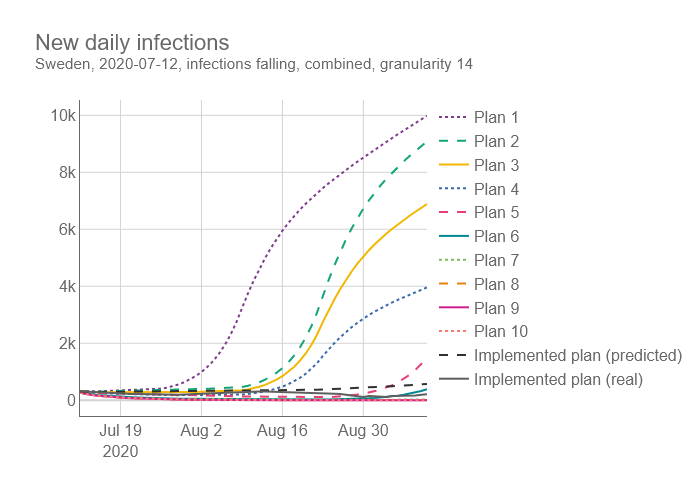 New daily infections
Sweden, 2020-07-12, infections falling, combined, granularity 14
10k
8k
6k
4k
2k
0
Jul 19
2020
Aug 2
Aug 16
Aug 30
Plan 1
Plan 2
Plan 3
Plan 4
Plan 5
Plan 6
Plan 7
Plan 8
Plan 9
Plan 10
Implemented plan (predicted)
Implemented plan (real)